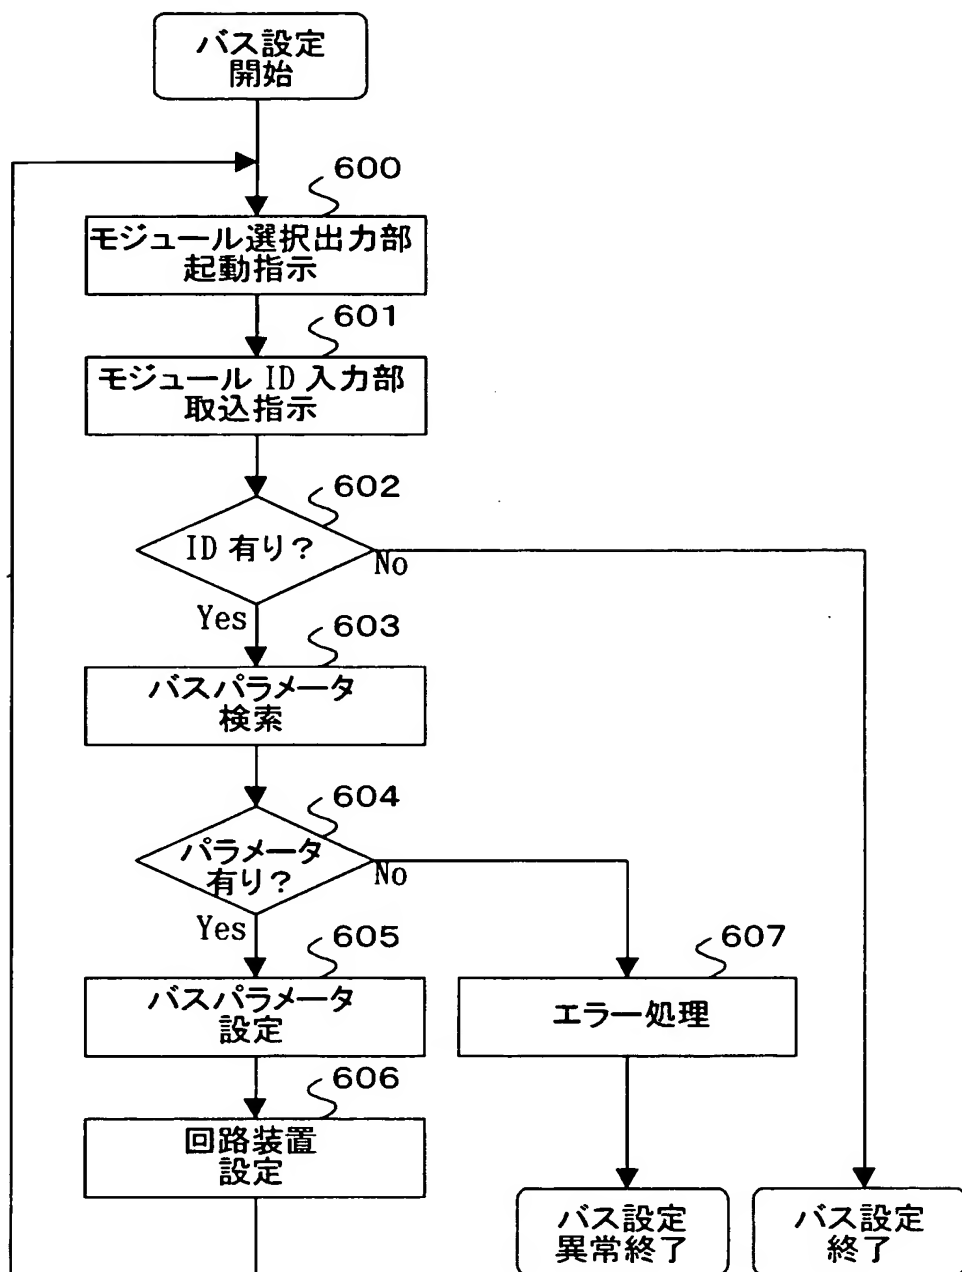 バス設定
開始
600
モジュール選択出力部
起動指示
601
モジュール ID 入力部
取込指示
602
ID 有り?
No
Yes
603
バスパラメータ
検索
604
パラメータ
有り?
No
Yes
605
バスパラメータ
設定
607
エラー処理
606
回路装置
設定
バス設定
異常終了
バス設定
終了